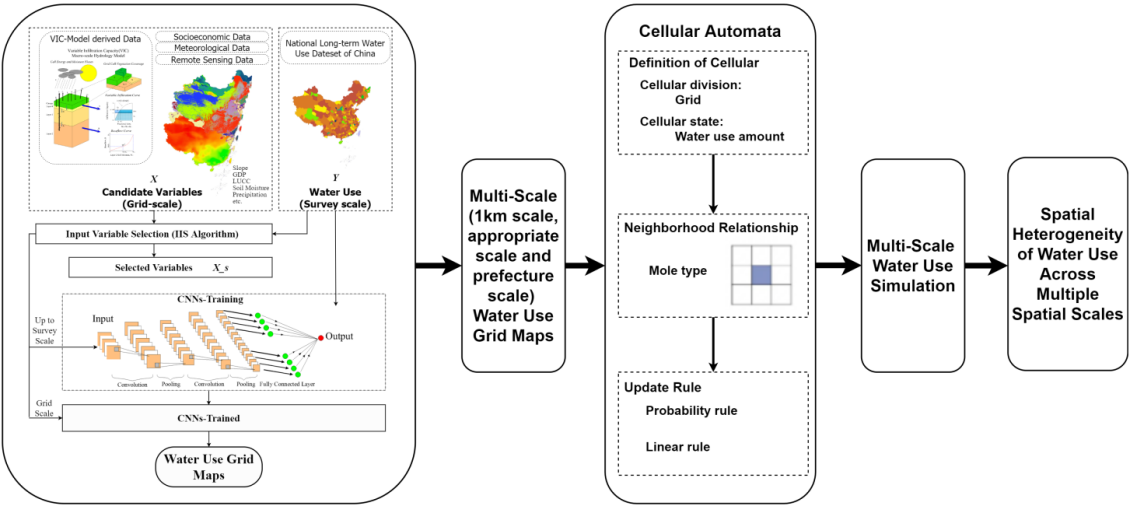 VIC-Model derived Data
Variable Infiltration Capacity(VIC)
Macroscale Hydrology Model
Socioeconomic Data
Meteorological Data
Remote Sensing Data
National Long-term Water
Use Dateset of China
Slope
GDP
LUCC
Soil Moisture
Precipitation
etc.
X
Candidate Variables
(Grid-scale)
Y
Water Use
(Survey scale)
Input Variable Selection (IIS Algorithm)
Selected Variables X_s
CNNs-Training
Up to
Survey
Scale
Input
Output
Convolution
Pooling
Convolution
Pooling
Fully Connected Layer
Grid
Scale
CNNs-Trained
Water Use Grid
Maps
Multi-Scale
(1km scale,
appropriate
scale and
prefecture
scale)
Water Use
Grid Maps
Cellular Automata
Definition of Cellular
Cellular division:
Grid
Cellular state:
Water use amount
Neighborhood Relationship
Mole type
Update Rule
Probability rule
Linear rule
Multi-Scale
Water Use
Simulation
Spatial
Heterogeneity
of Water Use
Across
Multiple
Spatial Scales